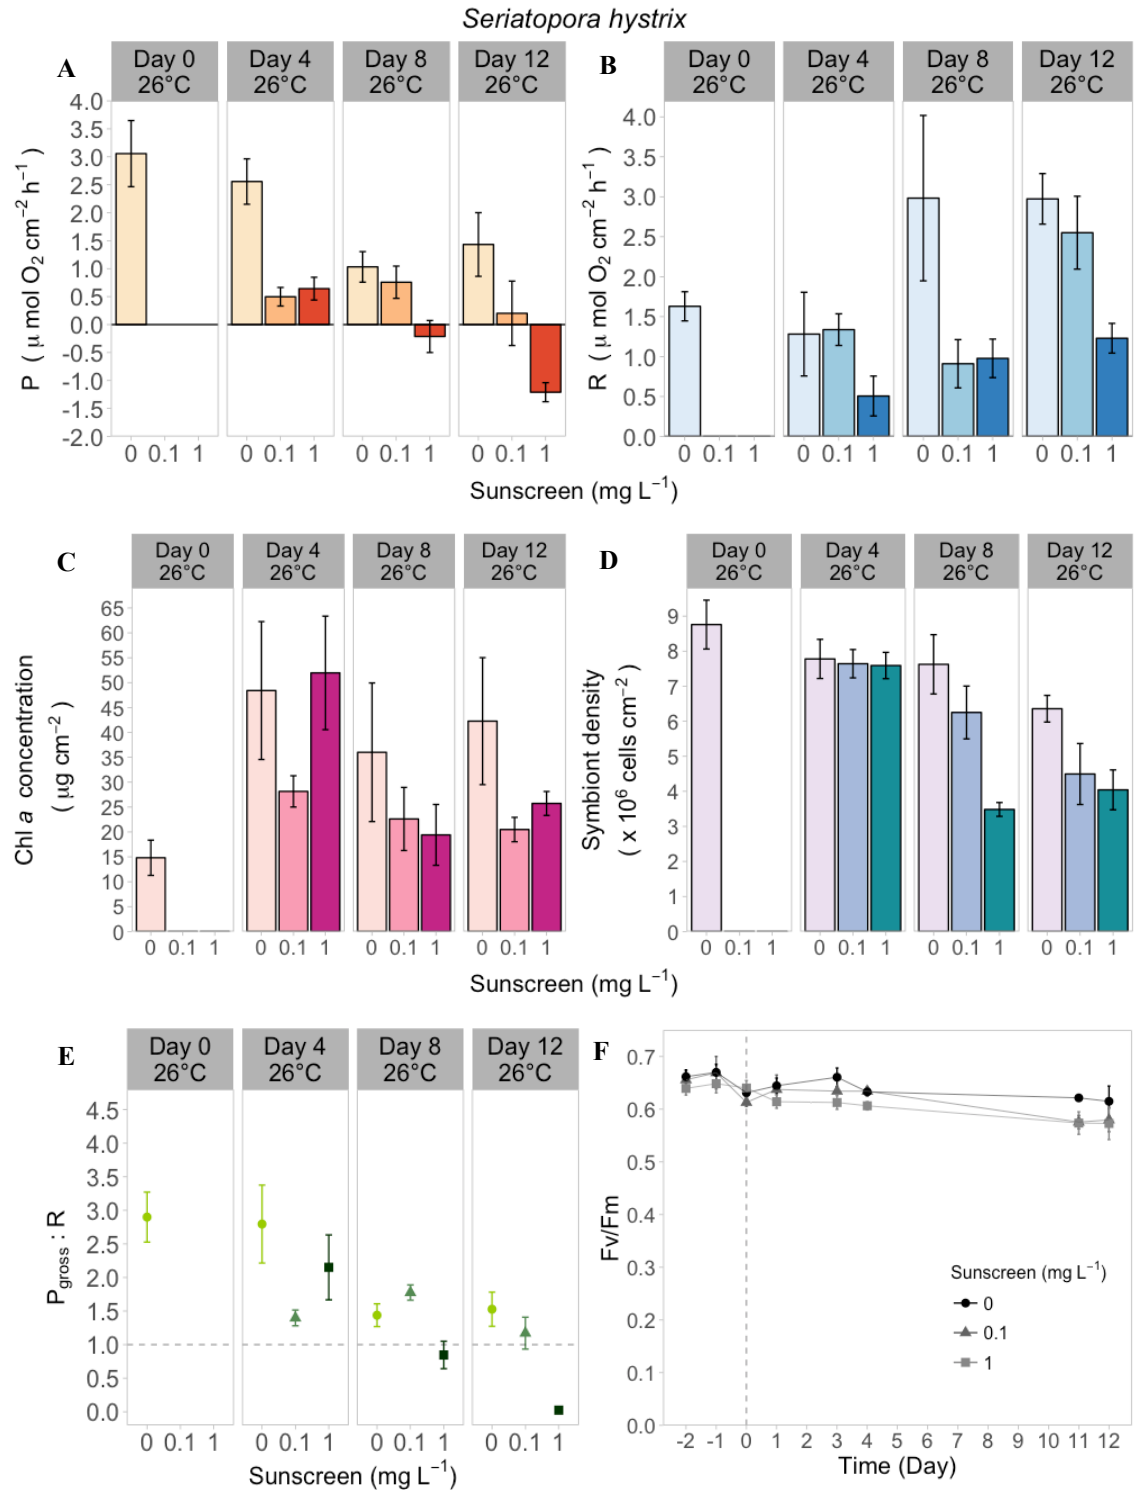 Seriatopora hystrix
A
Day 0 26°C
Day 4 26°C
Day 8 26°C
Day 12 26°C
P ( μ mol O₂ cm⁻² h⁻¹ )
4.0
3.5
3.0
2.5
2.0
1.5
1.0
0.5
0.0
-0.5
-1.0
-1.5
-2.0
0 0.1 1 0 0.1 1 0 0.1 1 0 0.1 1
B
Day 0 26°C
Day 4 26°C
Day 8 26°C
Day 12 26°C
R ( μ mol O₂ cm⁻² h⁻¹ )
4.0
3.5
3.0
2.5
2.0
1.5
1.0
0.5
0.0
0 0.1 1 0 0.1 1 0 0.1 1 0 0.1 1
Sunscreen (mg L⁻¹)
C
Day 0 26°C
Day 4 26°C
Day 8 26°C
Day 12 26°C
Chl a concentration
( μg cm⁻² )
65
60
55
50
45
40
35
30
25
20
15
10
5
0
0 0.1 1 0 0.1 1 0 0.1 1 0 0.1 1
D
Day 0 26°C
Day 4 26°C
Day 8 26°C
Day 12 26°C
Symbiont density
( x 10⁶ cells cm⁻² )
9
8
7
6
5
4
3
2
1
0
0 0.1 1 0 0.1 1 0 0.1 1 0 0.1 1
Sunscreen (mg L⁻¹)
E
Day 0 26°C
Day 4 26°C
Day 8 26°C
Day 12 26°C
Pgross : R
4.5
4.0
3.5
3.0
2.5
2.0
1.5
1.0
0.5
0.0
0 0.1 1 0 0.1 1 0 0.1 1 0 0.1 1
Sunscreen (mg L⁻¹)
F
Fv/Fm
0.7
0.6
0.5
0.4
0.3
0.2
0.1
0.0
Sunscreen (mg L⁻¹)
0
0.1
1
-2 -1 0 1 2 3 4 5 6 7 8 9 10 11 12
Time (Day)